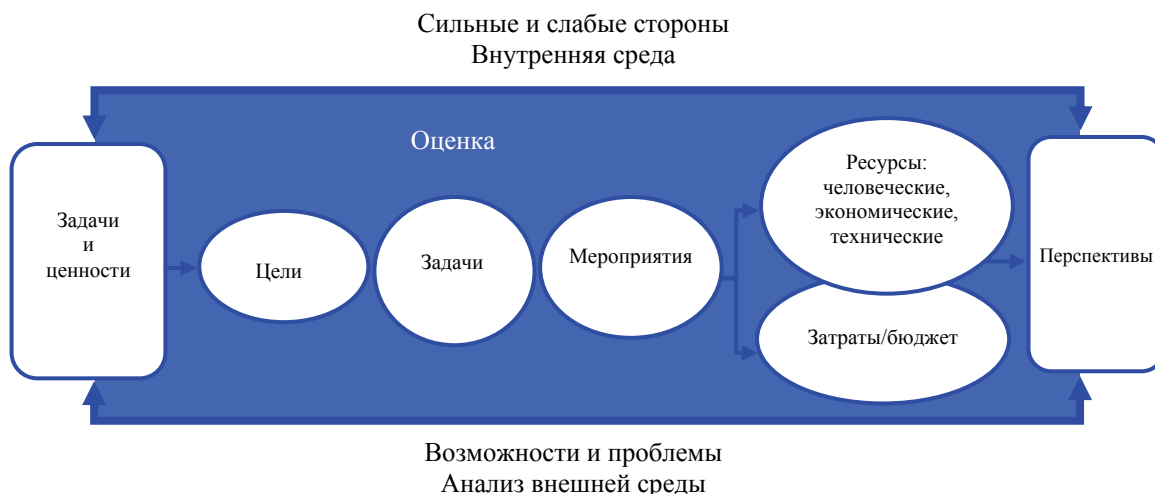 Сильные и слабые стороны
Внутренняя среда
Оценка
Задачи
и
ценности
Цели
Задачи
Мероприятия
Ресурсы:
человеческие,
экономические,
технические
Затраты/бюджет
Перспективы
Возможности и проблемы
Анализ внешней среды